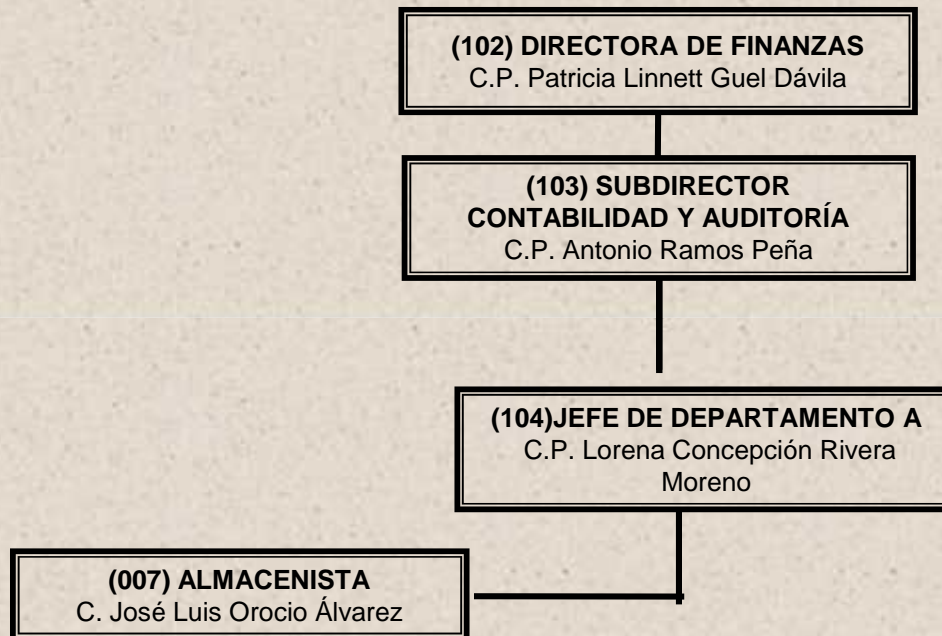 (102) DIRECTORA DE FINANZAS
C.P. Patricia Linnett Guel Dávila
(103) SUBDIRECTOR
CONTABILIDAD Y AUDITORÍA
C.P. Antonio Ramos Peña
(104)JEFE DE DEPARTAMENTO A
C.P. Lorena Concepción Rivera
Moreno
(007) ALMACENISTA
C. José Luis Orocio Álvarez